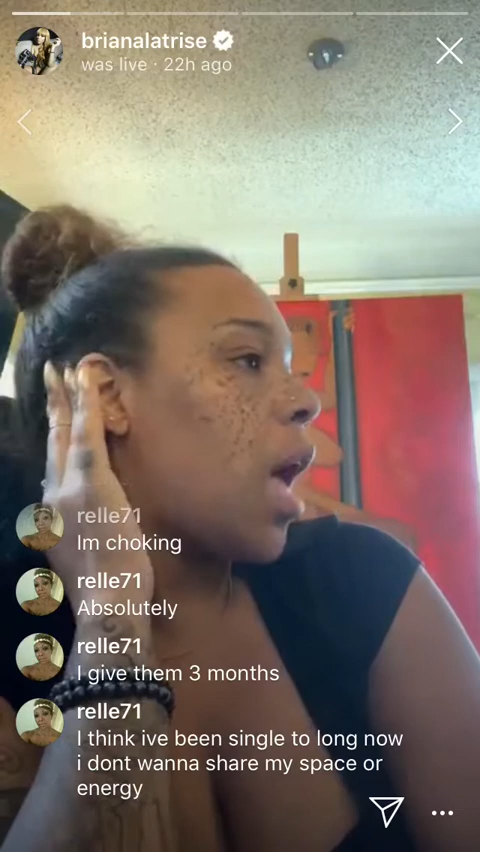 brianalatrise
was live · 22h ago
relle71
Im choking
relle71
Absolutely
relle71
I give them 3 months
relle71
I think ive been single to long now
i dont wanna share my space or
energy